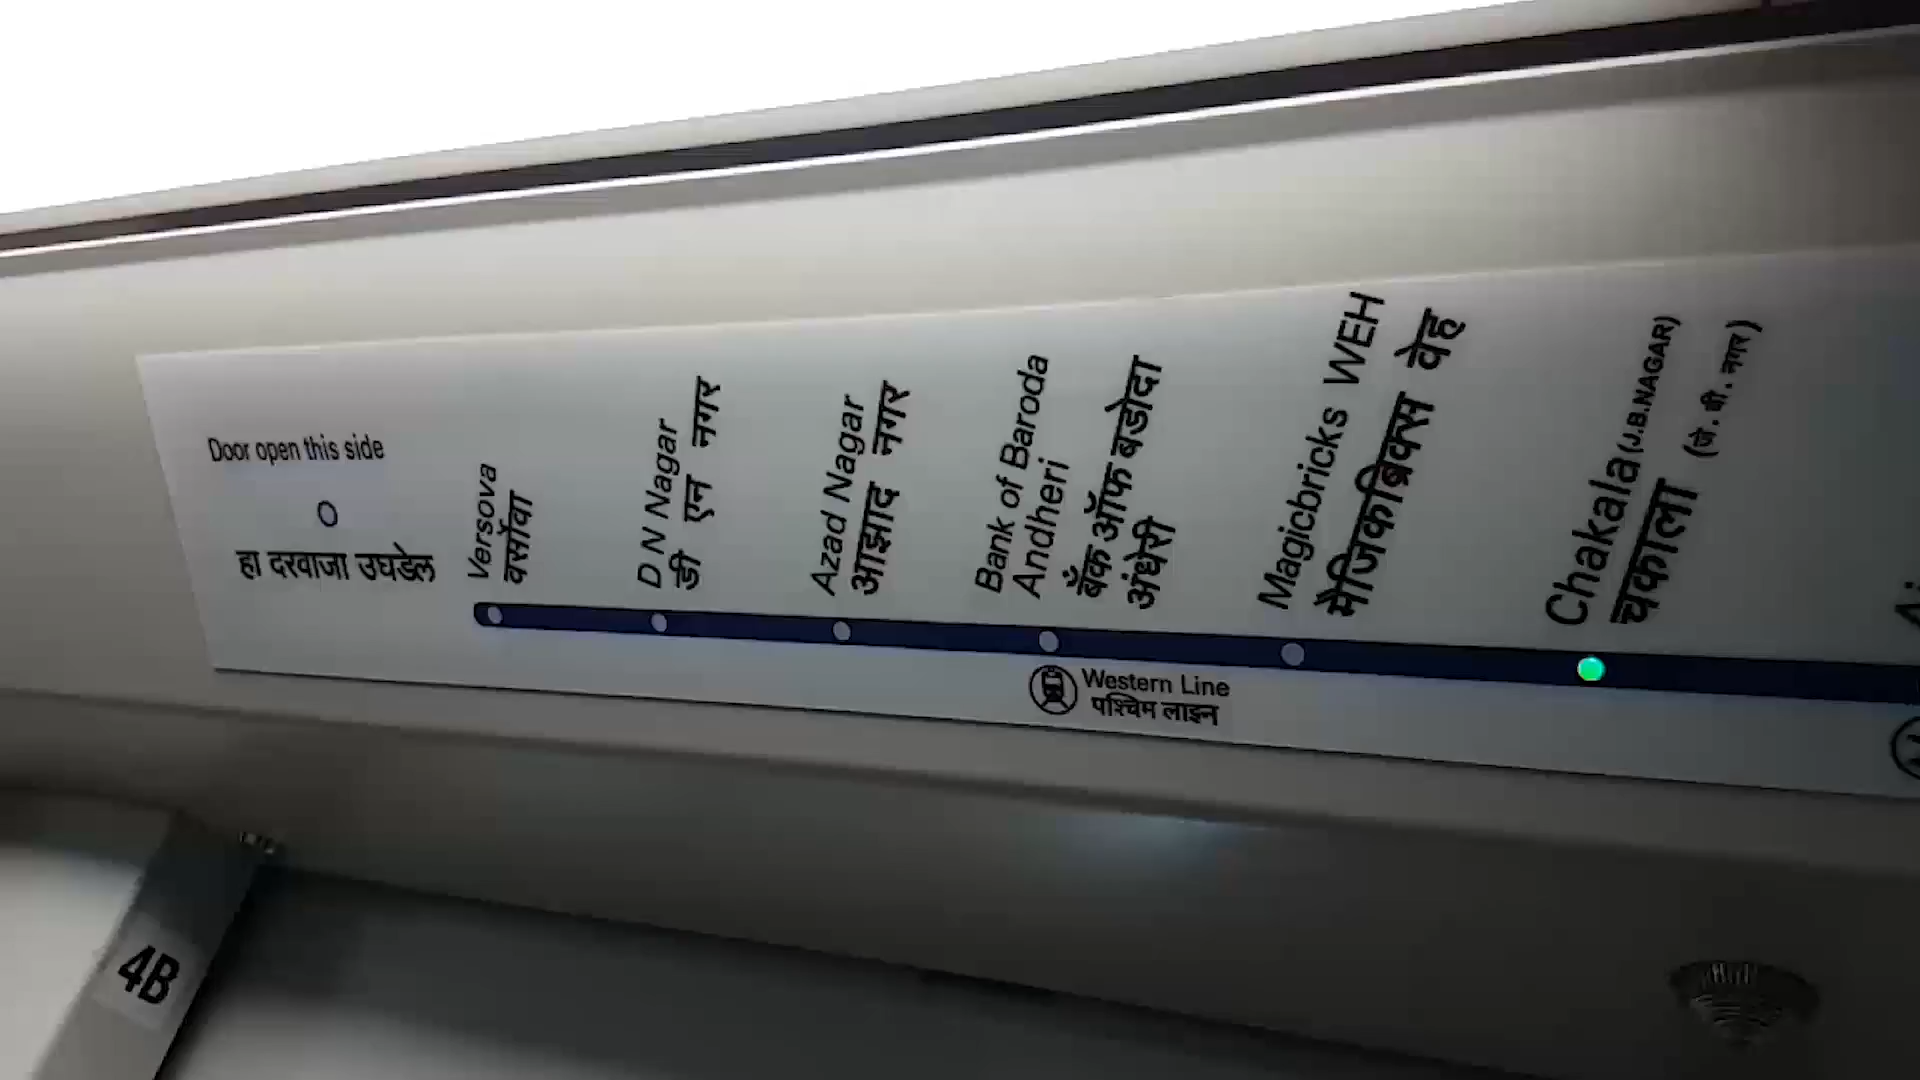 Door open this side
हा दरवाजा उघडेल
Versova
वर्सोवा
D N Nagar
डी एन नगर
Azad Nagar
आझाद नगर
Bank of Baroda
Andheri
बँक ऑफ बडोदा
अंधेरी
Magicbricks WEH
मैजिकब्रिक्स वेह
Chakala (J.B.NAGAR)
चकाला (जे. बी. नगर)
Western Line
पश्चिम लाइन
4B